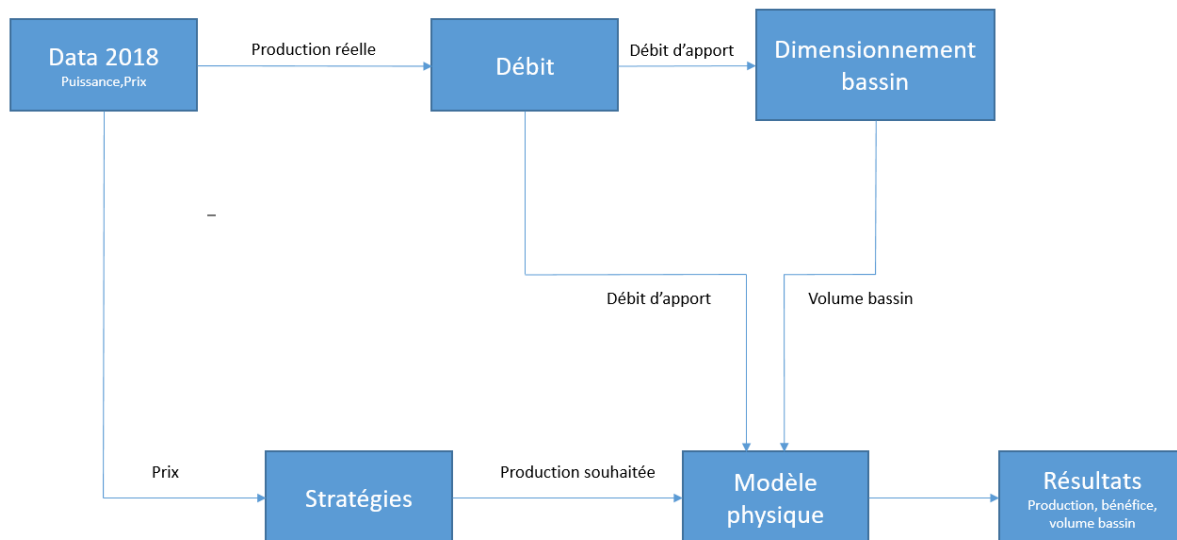 Data 2018
Puissance,Prix
Production réelle
Débit
Débit d'apport
Dimensionnement
bassin
Débit d'apport
Volume bassin
Prix
Stratégies
Production souhaitée
Modèle
physique
Résultats
Production, bénéfice,
volume bassin